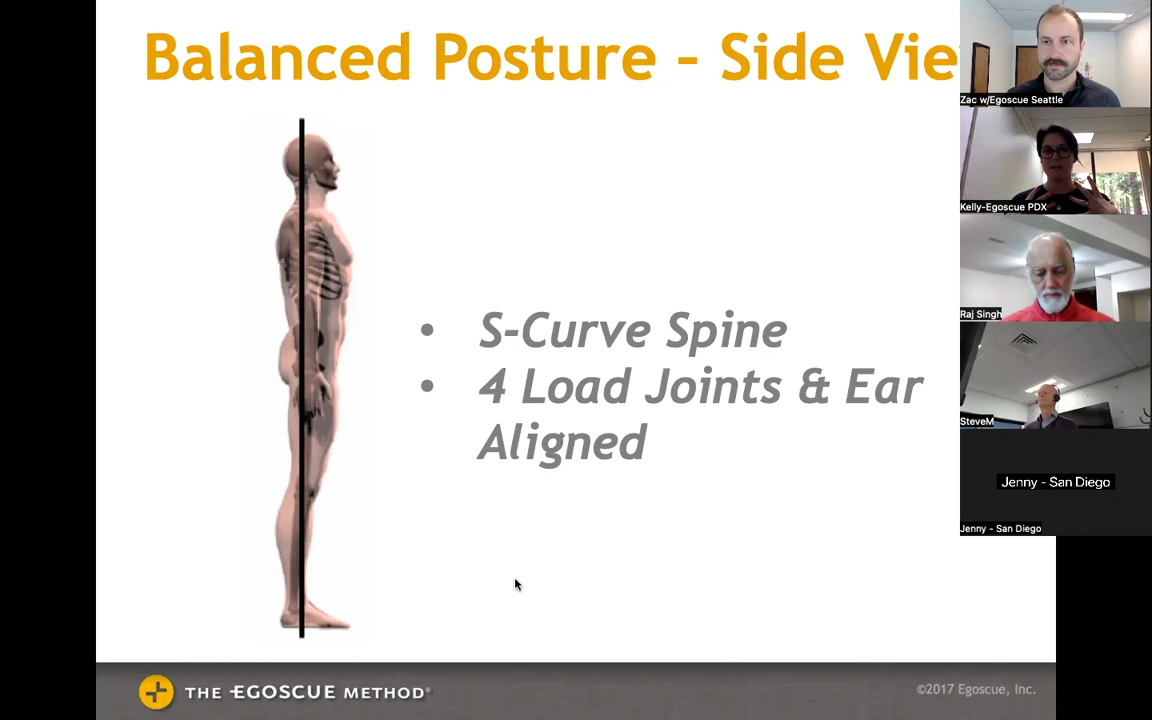 Balanced Posture – Side Vie
• S-Curve Spine
• 4 Load Joints & Ear
Aligned
THE EGOSCUE METHOD®
©2017 Egoscue, Inc.
Zac w/Egoscue Seattle
Kelly-Egoscue PDX
Raj Singh
SteveM
Jenny - San Diego
Jenny - San Diego